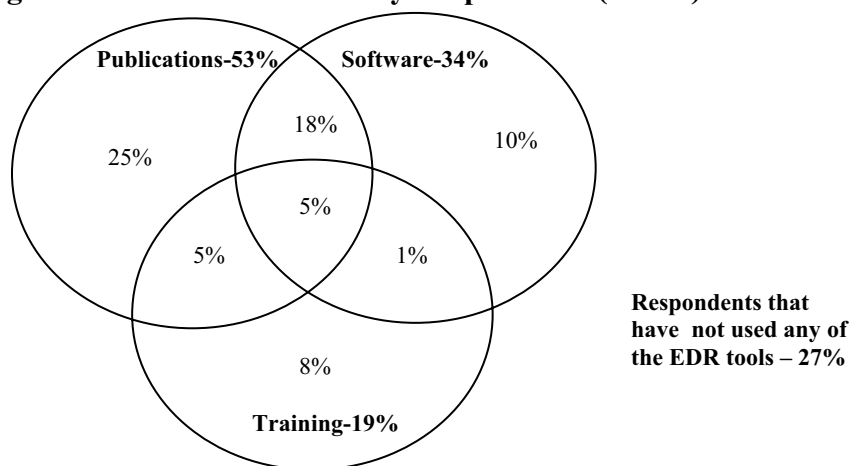 Publications-53% Software-34%
18%
10%
25%
5%
5%
1%
Respondents that
have not used any of
the EDR tools – 27%
8%
Training-19%